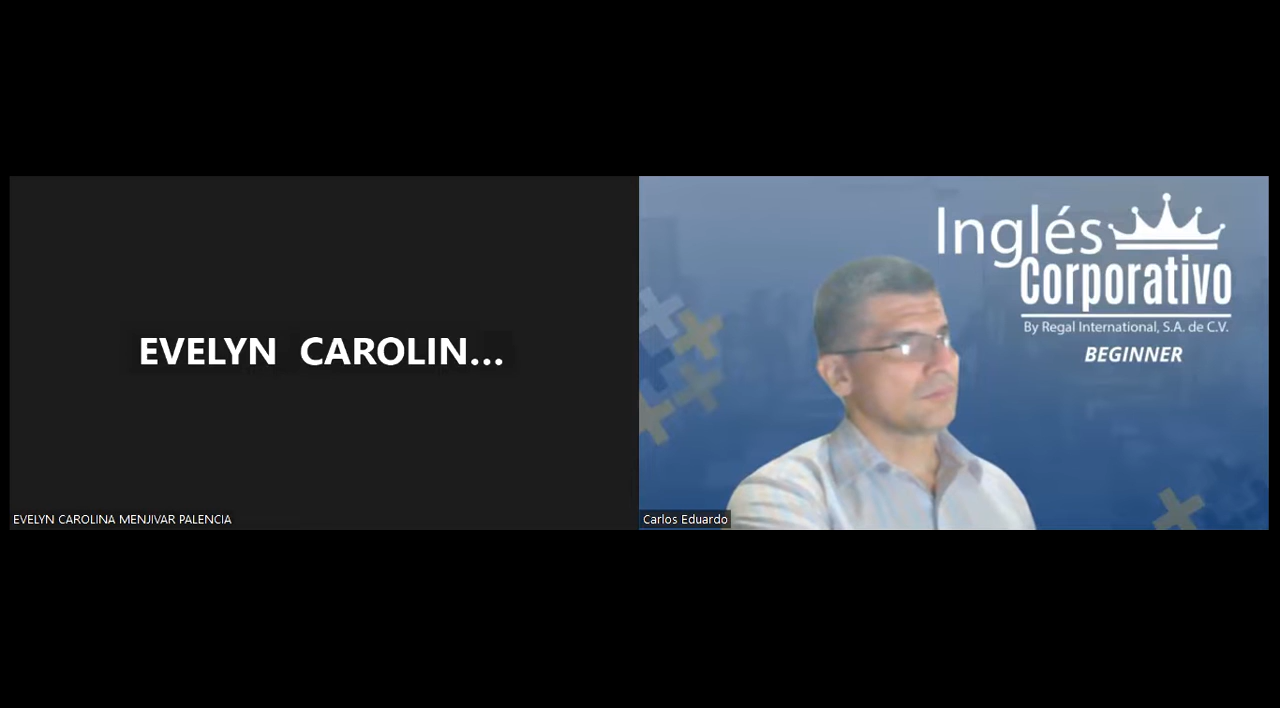 EVELYN CAROLIN...
EVELYN CAROLINA MENJIVAR PALENCIA
Inglés
Corporativo
By Regal International, S.A. de C.V.
BEGINNER
Carlos Eduardo